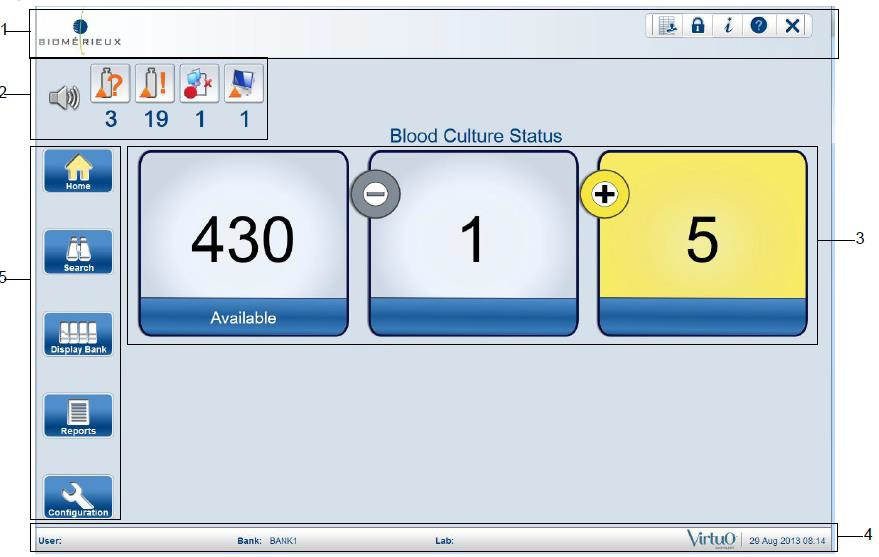 1
BIOMÉRIEUX
i
?
2
? !
3 19 1 1
Blood Culture Status
3
430
1
5
Available
5
Home
Search
Display Bank
Reports
Configuration
User: Bank: BANK1 Lab: VIRTUO 29 Aug 2013 08:14
4